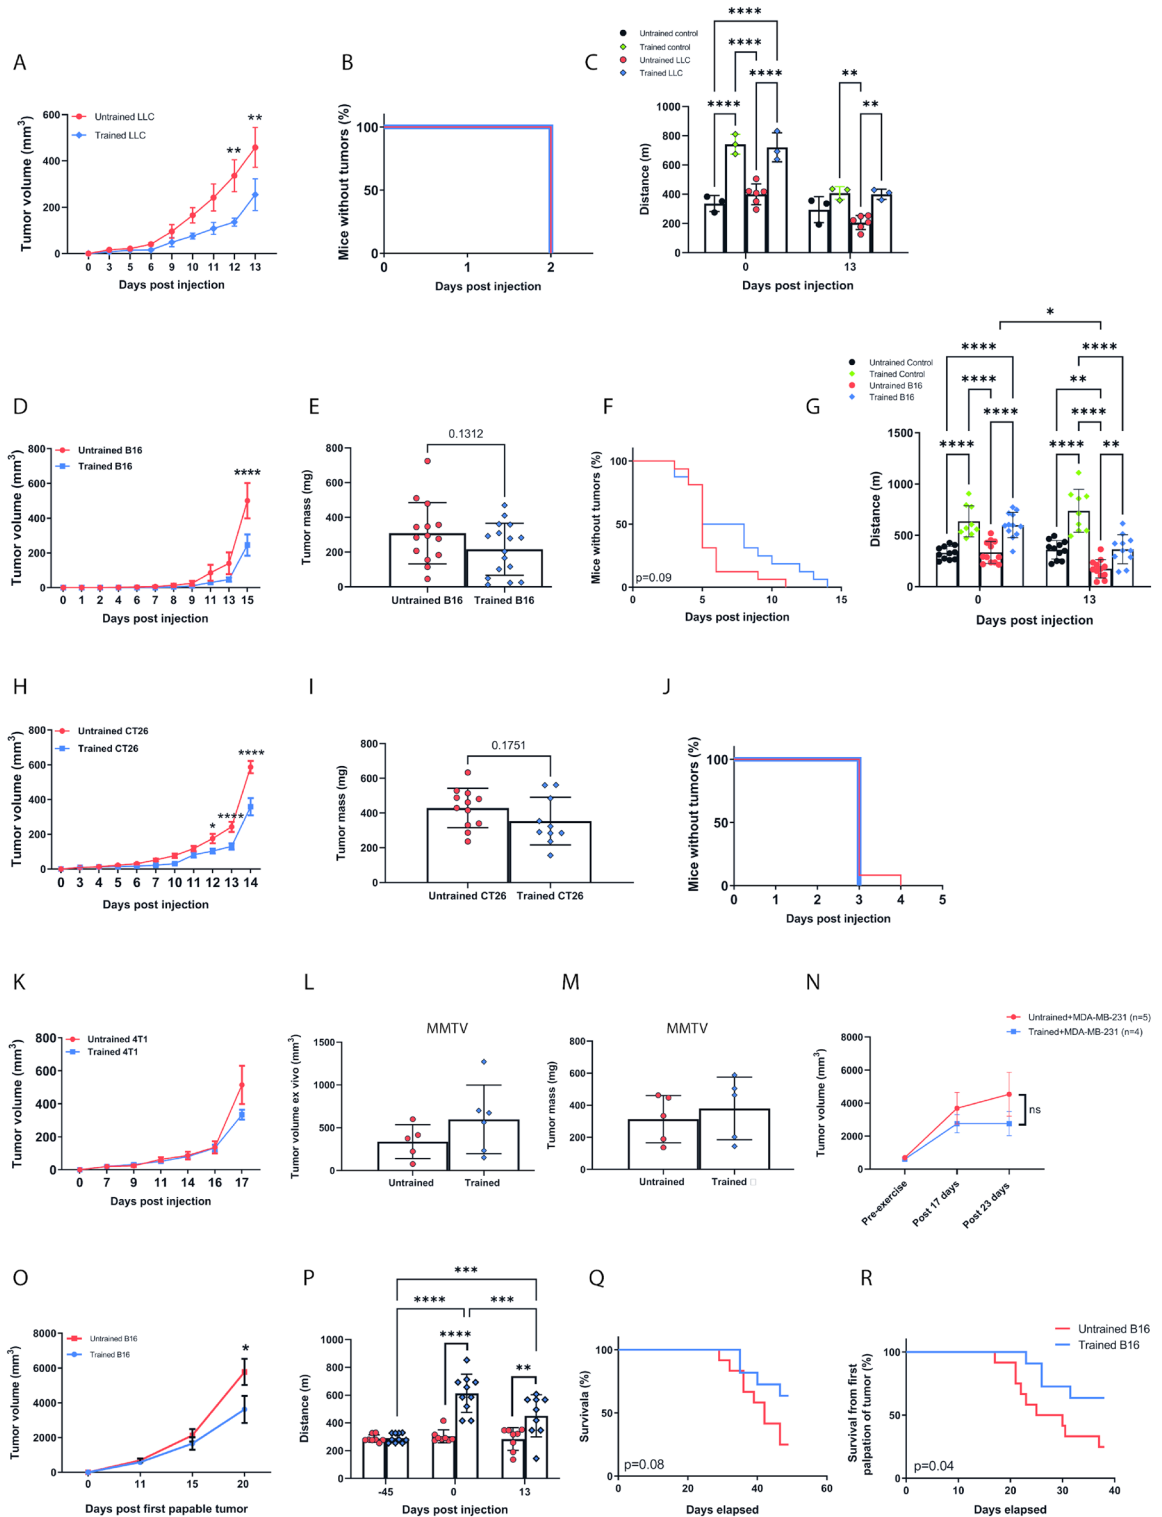 A
Tumor volume (mm³)
Untrained LLC
Trained LLC
600
400
200
0
**
**
0 3 5 6 9 10 11 12 13
Days post injection
B
Mice without tumors (%)
100
50
0
0 1 2
Days post injection
C
Untrained control
Trained control
Untrained LLC
Trained LLC
Distance (m)
1000
800
600
400
200
0
****
****
****
****
**
**
0 13
Days post injection
D
Tumor volume (mm³)
Untrained B16
Trained B16
800
600
400
200
0
****
0 1 2 4 5 6 7 8 9 11 13 15
Days post injection
E
Tumor mass (mg)
800
600
400
200
0
0.1312
Untrained B16 Trained B16
F
Mice without tumors (%)
100
50
0
p=0.09
0 5 10 15
Days post injection
G
Untrained Control
Trained Control
Untrained B16
Trained B16
Distance (m)
1500
1000
500
0
*
****
****
****
**
****
****
****
****
**
0 13
Days post injection
H
Tumor volume (mm³)
Untrained CT26
Trained CT26
800
600
400
200
0
*
****
****
0 3 4 5 6 7 10 11 12 13 14
Days post injection
I
Tumor mass (mg)
800
600
400
200
0
0.1751
Untrained CT26 Trained CT26
J
Mice without tumors (%)
100
50
0
0 1 2 3 4 5
Days post injection
K
Tumor volume (mm³)
Untrained 4T1
Trained 4T1
800
600
400
200
0
0 7 9 11 14 16 17
Days post injection
L
MMTV
Tumor volume ex vivo (mm³)
1500
1000
500
0
Untrained Trained
M
MMTV
Tumor mass (mg)
800
600
400
200
0
Untrained Trained
N
Untrained+MDA-MB-231 (n=5)
Trained+MDA-MB-231 (n=4)
Tumor volume (mm³)
8000
6000
4000
2000
0
ns
Pre-exercise
Post 17 days
Post 23 days
O
Tumor volume (mm³)
Untrained B16
Trained B16
8000
6000
4000
2000
0
*
0 11 15 20
Days post first papable tumor
P
Distance (m)
1000
800
600
400
200
0
***
****
***
****
**
-45 0 13
Days post injection
Q
Survivala (%)
100
50
0
p=0.08
0 20 40 60
Days elapsed
R
Untrained B16
Trained B16
Survival from first
palpation of tumor (%)
100
50
0
p=0.04
0 10 20 30 40
Days elapsed